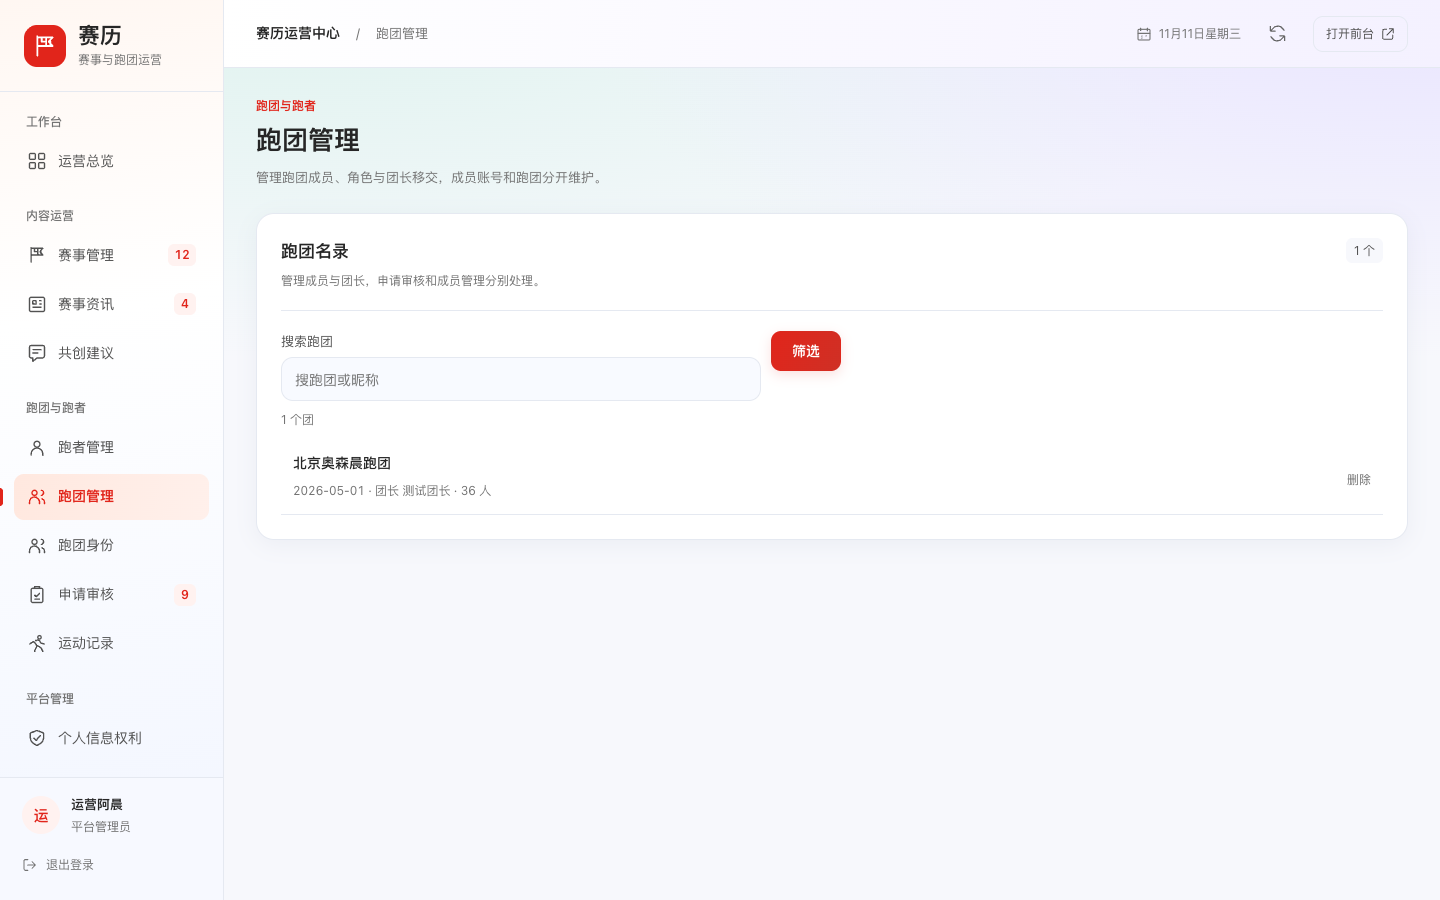 赛历
赛事与跑团运营
工作台
运营总览
内容运营
赛事管理 12
赛事资讯 4
共创建议
跑团与跑者
跑者管理
跑团管理
跑团身份
申请审核 9
运动记录
平台管理
个人信息权利
运
运营阿晨
平台管理员
退出登录
赛历运营中心 / 跑团管理
11月11日星期三
打开前台
跑团与跑者
跑团管理
管理跑团成员、角色与团长移交，成员账号和跑团分开维护。
跑团名录
1 个
管理成员与团长，申请审核和成员管理分别处理。
搜索跑团
搜跑团或昵称
筛选
1 个团
北京奥森晨跑团
2026-05-01 · 团长 测试团长 · 36 人
删除